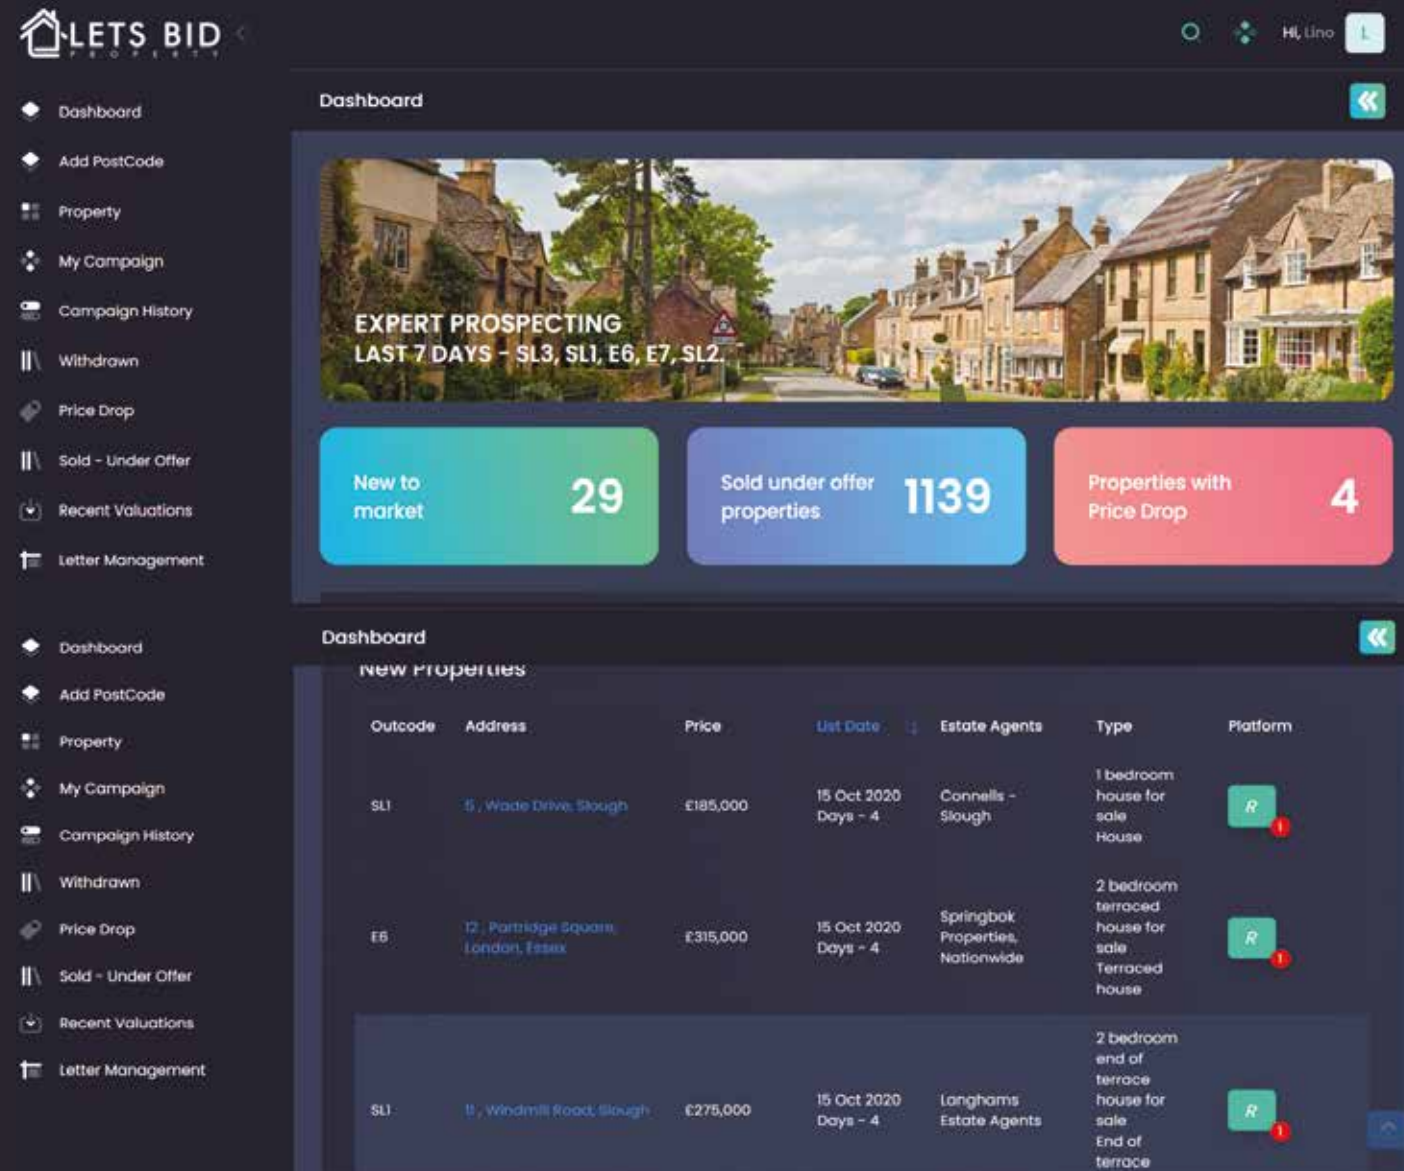 LETS BID
PROPERTY
Hi, Lino
L
Dashboard
Add PostCode
Property
My Campaign
Campaign History
Withdrawn
Price Drop
Sold - Under Offer
Recent Valuations
Letter Management
Dashboard
EXPERT PROSPECTING
LAST 7 DAYS - SL3, SL1, E6, E7, SL2.
New to
market
29
Sold under offer
properties
1139
Properties with
Price Drop
4
Dashboard
Add PostCode
Property
My Campaign
Campaign History
Withdrawn
Price Drop
Sold - Under Offer
Recent Valuations
Letter Management
Dashboard
New Properties
Outcode Address Price List Date Estate Agents Type Platform
SL1
5 , Wade Drive, Slough
£185,000
15 Oct 2020
Days - 4
Connells -
Slough
1 bedroom
house for
sale
House
R
1
E6
12 , Partridge Square,
London, Essex
£315,000
15 Oct 2020
Days - 4
Springbok
Properties,
Nationwide
2 bedroom
terraced
house for
sale
Terraced
house
R
1
SL1
11 , Windmill Road, Slough
£275,000
15 Oct 2020
Days - 4
Langhams
Estate Agents
2 bedroom
end of
terrace
house for
sale
End of
terrace
R
1